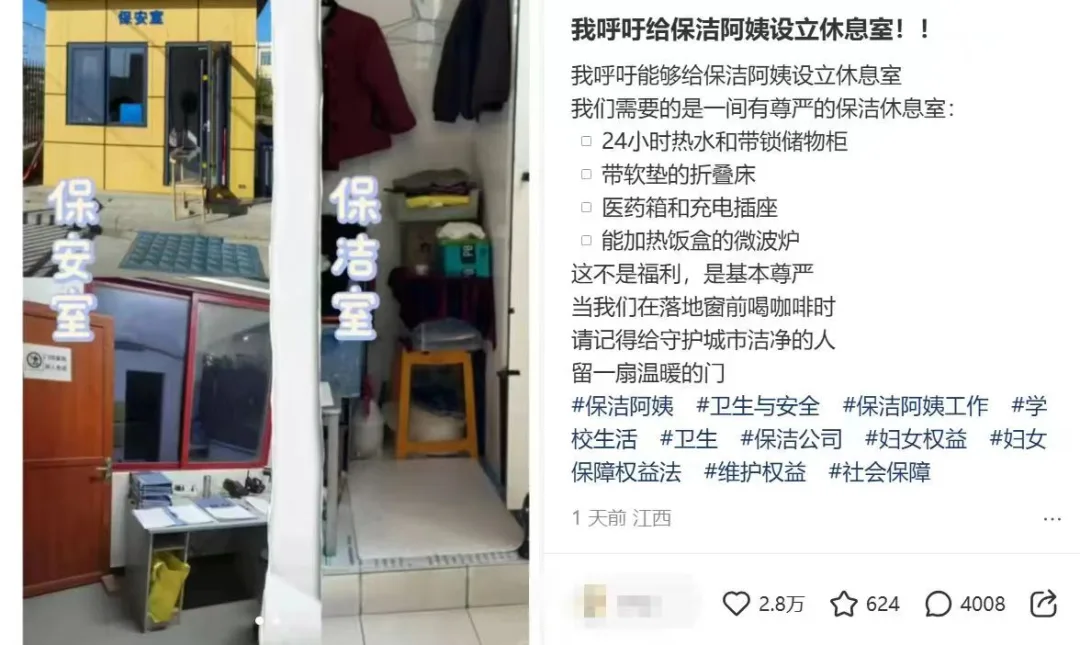 保安室
保安室
保洁室
我呼吁给保洁阿姨设立休息室！！
我呼吁能够给保洁阿姨设立休息室
我们需要的是一间有尊严的保洁休息室：
□ 24小时热水和带锁储物柜
□ 带软垫的折叠床
□ 医药箱和充电插座
□ 能加热饭盒的微波炉
这不是福利，是基本尊严
当我们在落地窗前喝咖啡时
请记得给守护城市洁净的人
留一扇温暖的门
#保洁阿姨 #卫生与安全 #保洁阿姨工作 #学
校生活 #卫生 #保洁公司 #妇女权益 #妇女
保障权益法 #维护权益 #社会保障
1 天前 江西
2.8万 624 4008